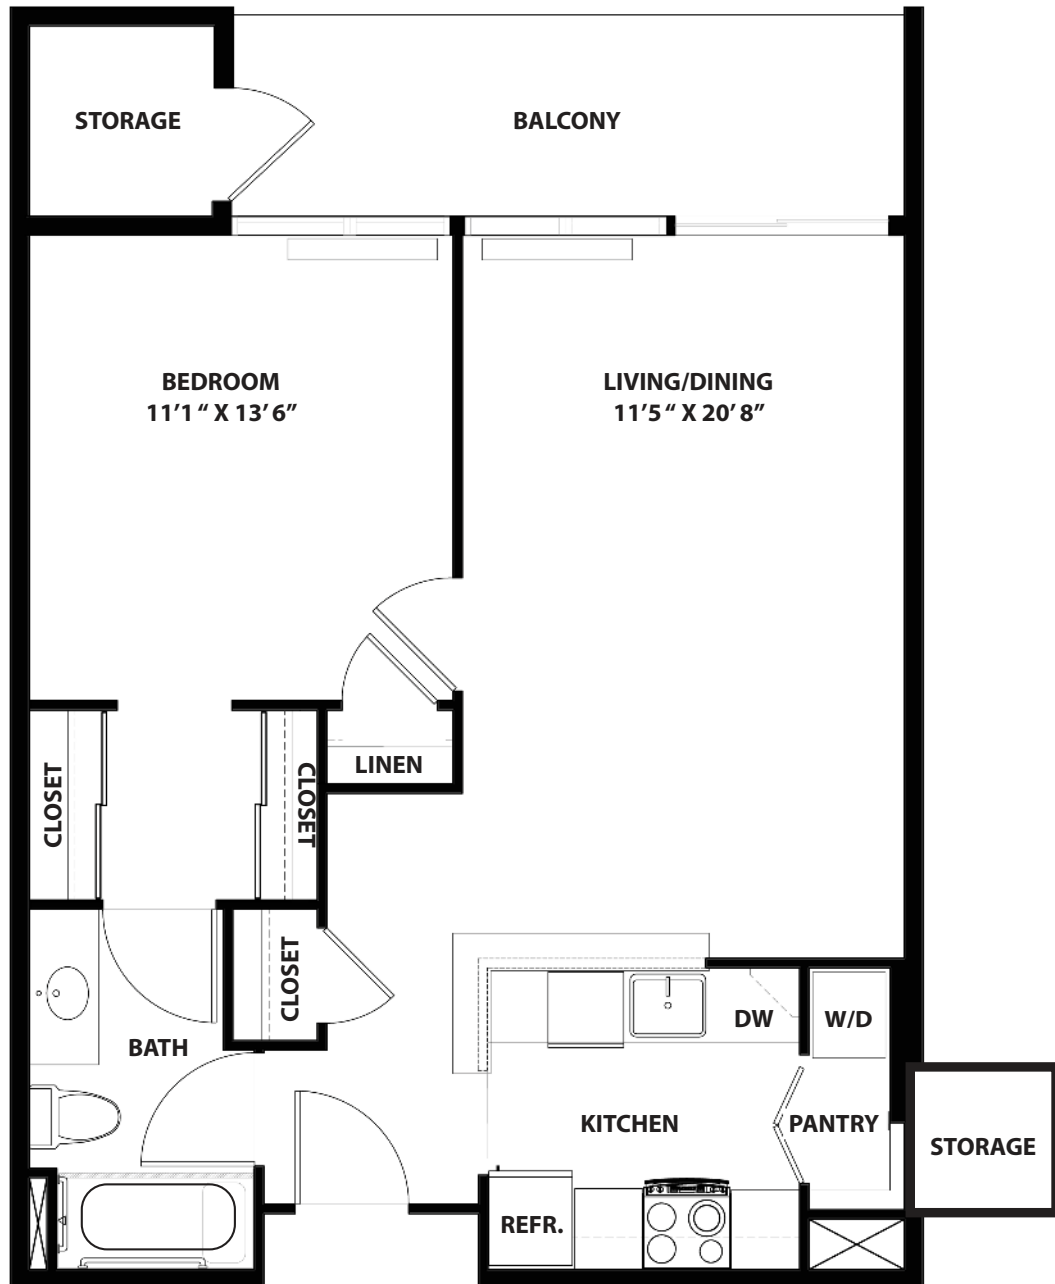 STORAGE
BALCONY
BEDROOM
11’1 “ X 13’ 6”
LIVING/DINING
11’5 “ X 20’ 8”
CLOSET
CLOSET
LINEN
CLOSET
BATH
DW
W/D
KITCHEN
PANTRY
STORAGE
REFR.